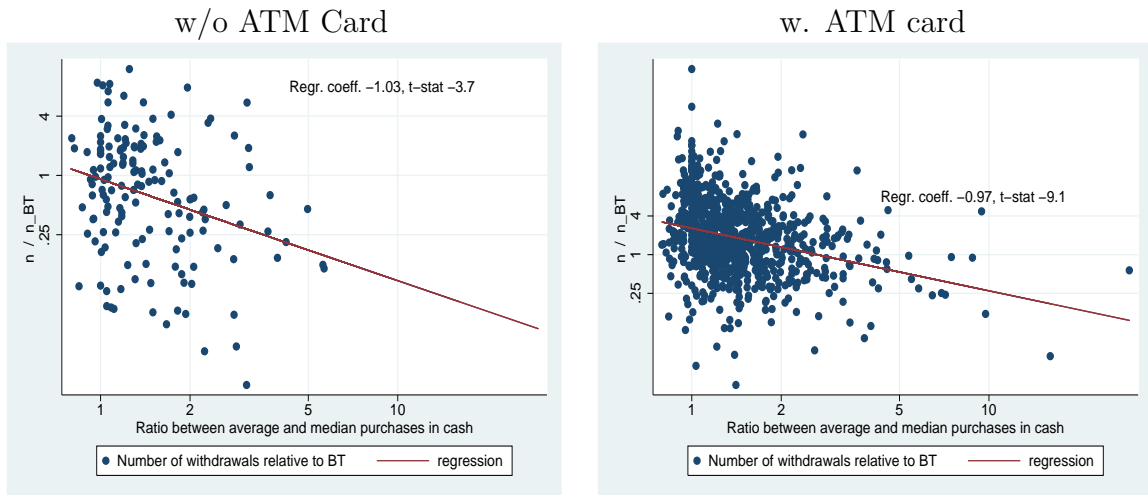 w/o ATM Card
Regr. coeff. −1.03, t−stat −3.7
n / n_BT
4
1
.25
1 2 5 10
Ratio between average and median purchases in cash
Number of withdrawals relative to BT regression
w. ATM card
Regr. coeff. −0.97, t−stat −9.1
n / n_BT
4
1
.25
1 2 5 10
Ratio between average and median purchases in cash
Number of withdrawals relative to BT regression